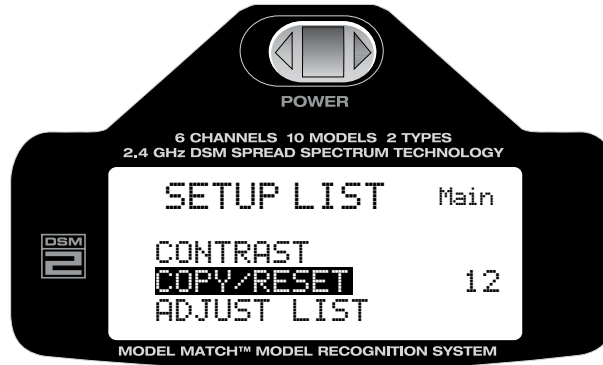 POWER
6 CHANNELS 10 MODELS 2 TYPES
2.4 GHz DSM SPREAD SPECTRUM TECHNOLOGY
SETUP LIST Main
DSM
2
CONTRAST
COPY/RESET 12
ADJUST LIST
MODEL MATCH™ MODEL RECOGNITION SYSTEM